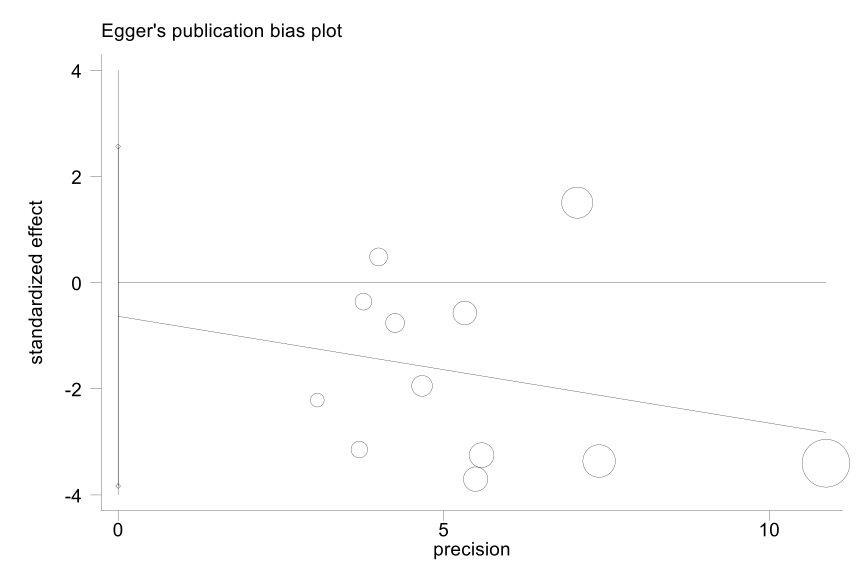 Egger's publication bias plot
standardized effect
4
2
0
-2
-4
0 5 10
precision